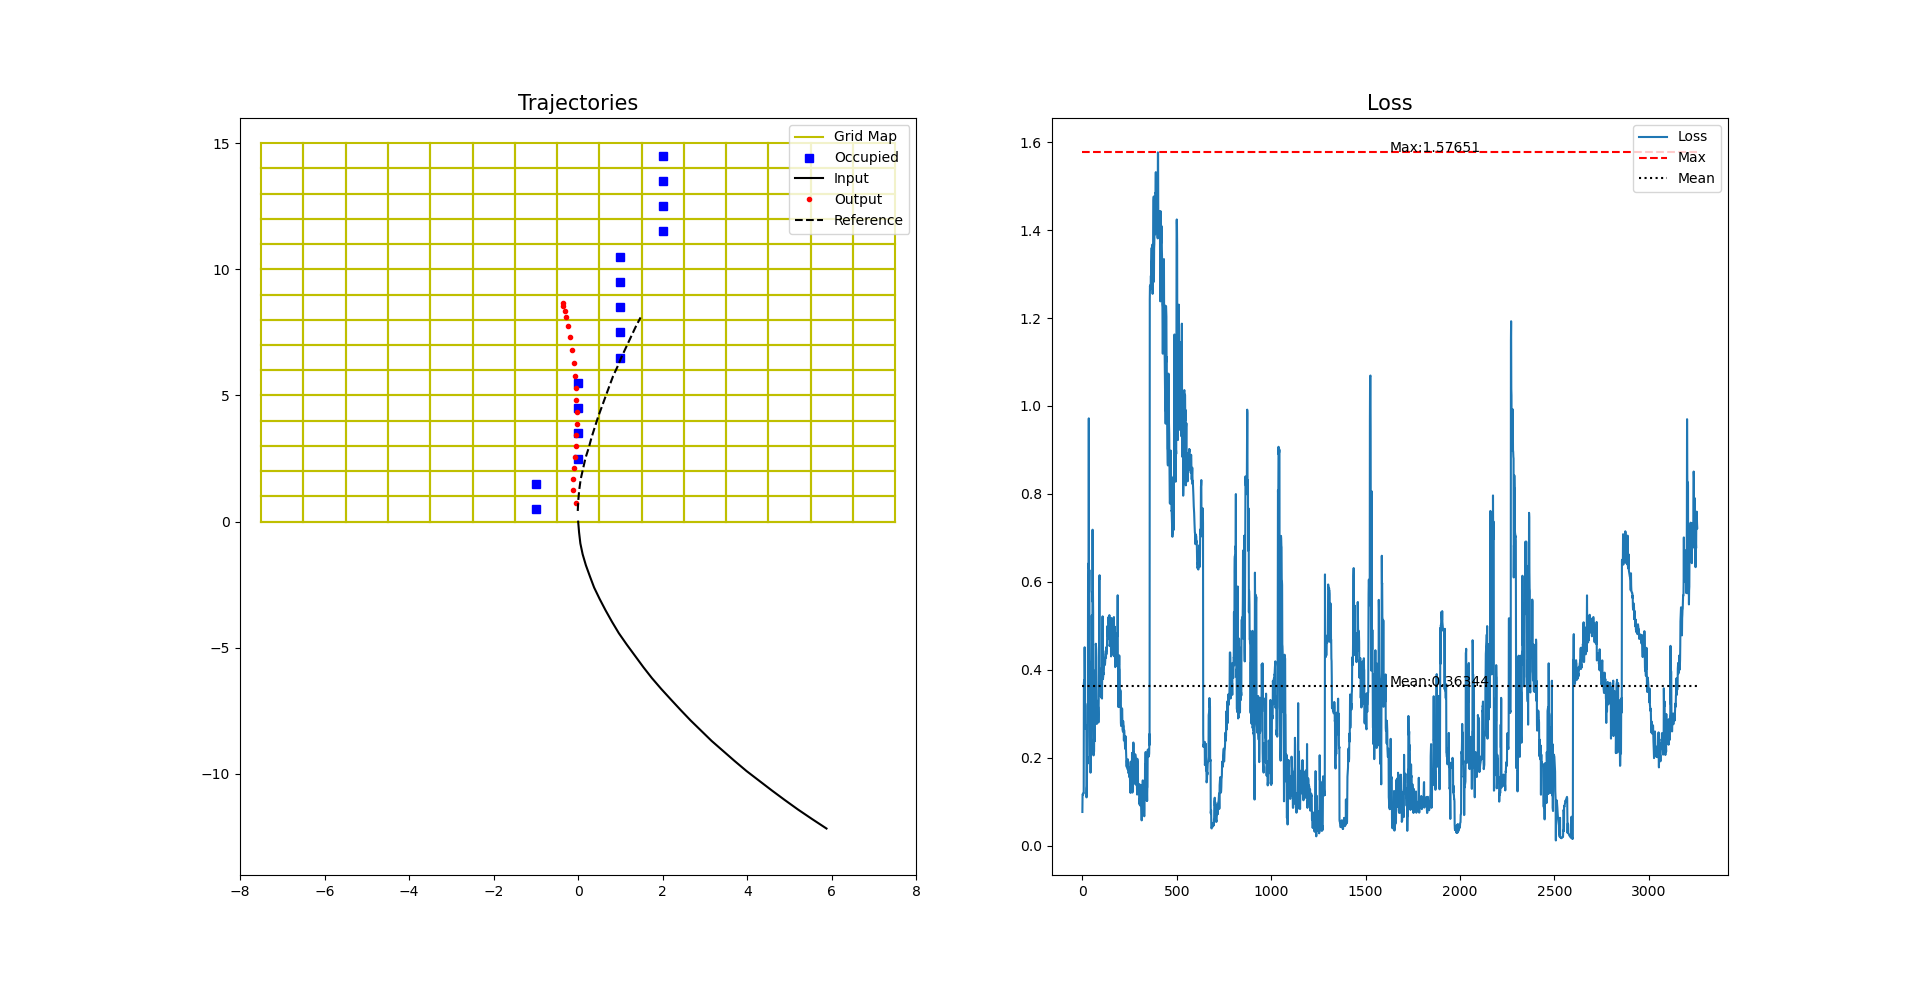 Trajectories
15
10
5
0
−5
−10
−8
−6
−4
−2
0
2
4
6
8
Grid Map
Occupied
Input
Output
Reference
Loss
1.6
1.4
1.2
1.0
0.8
0.6
0.4
0.2
0.0
0
500
1000
1500
2000
2500
3000
Max:1.57651
Mean:0.36344
Loss
Max
Mean